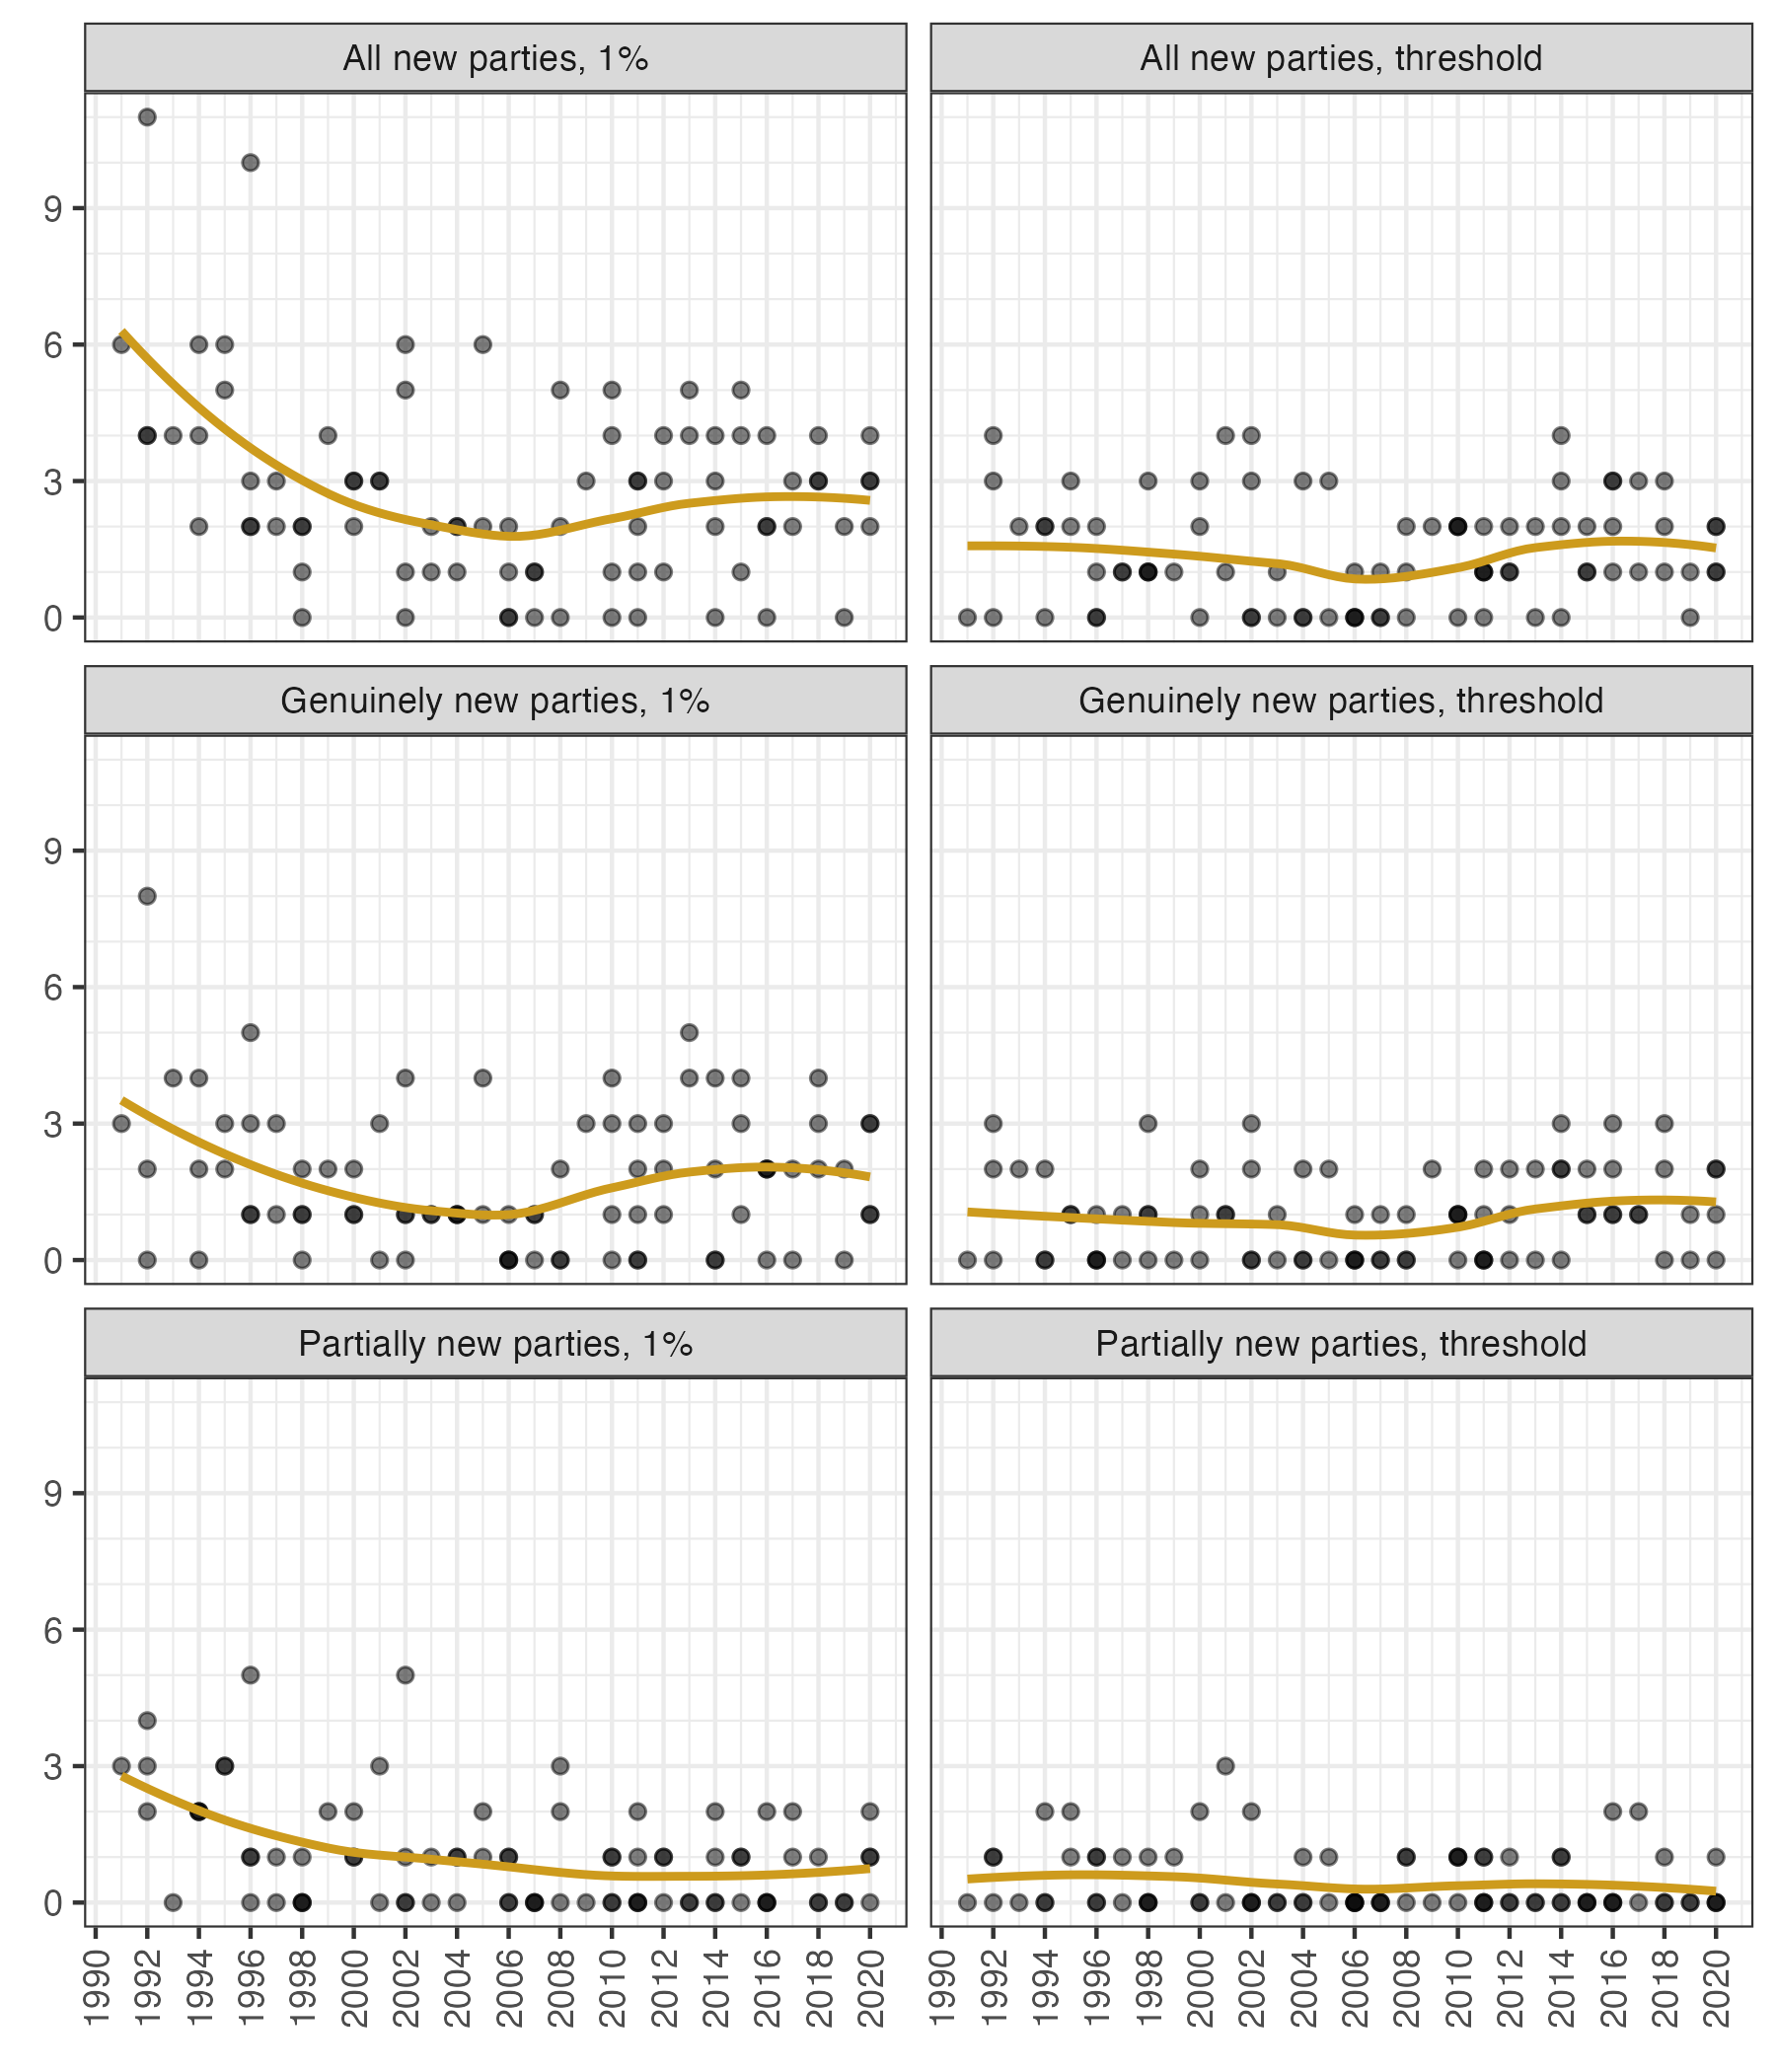 All new parties, 1%
All new parties, threshold
9
6
3
0
Genuinely new parties, 1%
Genuinely new parties, threshold
9
6
3
0
Partially new parties, 1%
Partially new parties, threshold
9
6
3
0
1990 1992 1994 1996 1998 2000 2002 2004 2006 2008 2010 2012 2014 2016 2018 2020
1990 1992 1994 1996 1998 2000 2002 2004 2006 2008 2010 2012 2014 2016 2018 2020